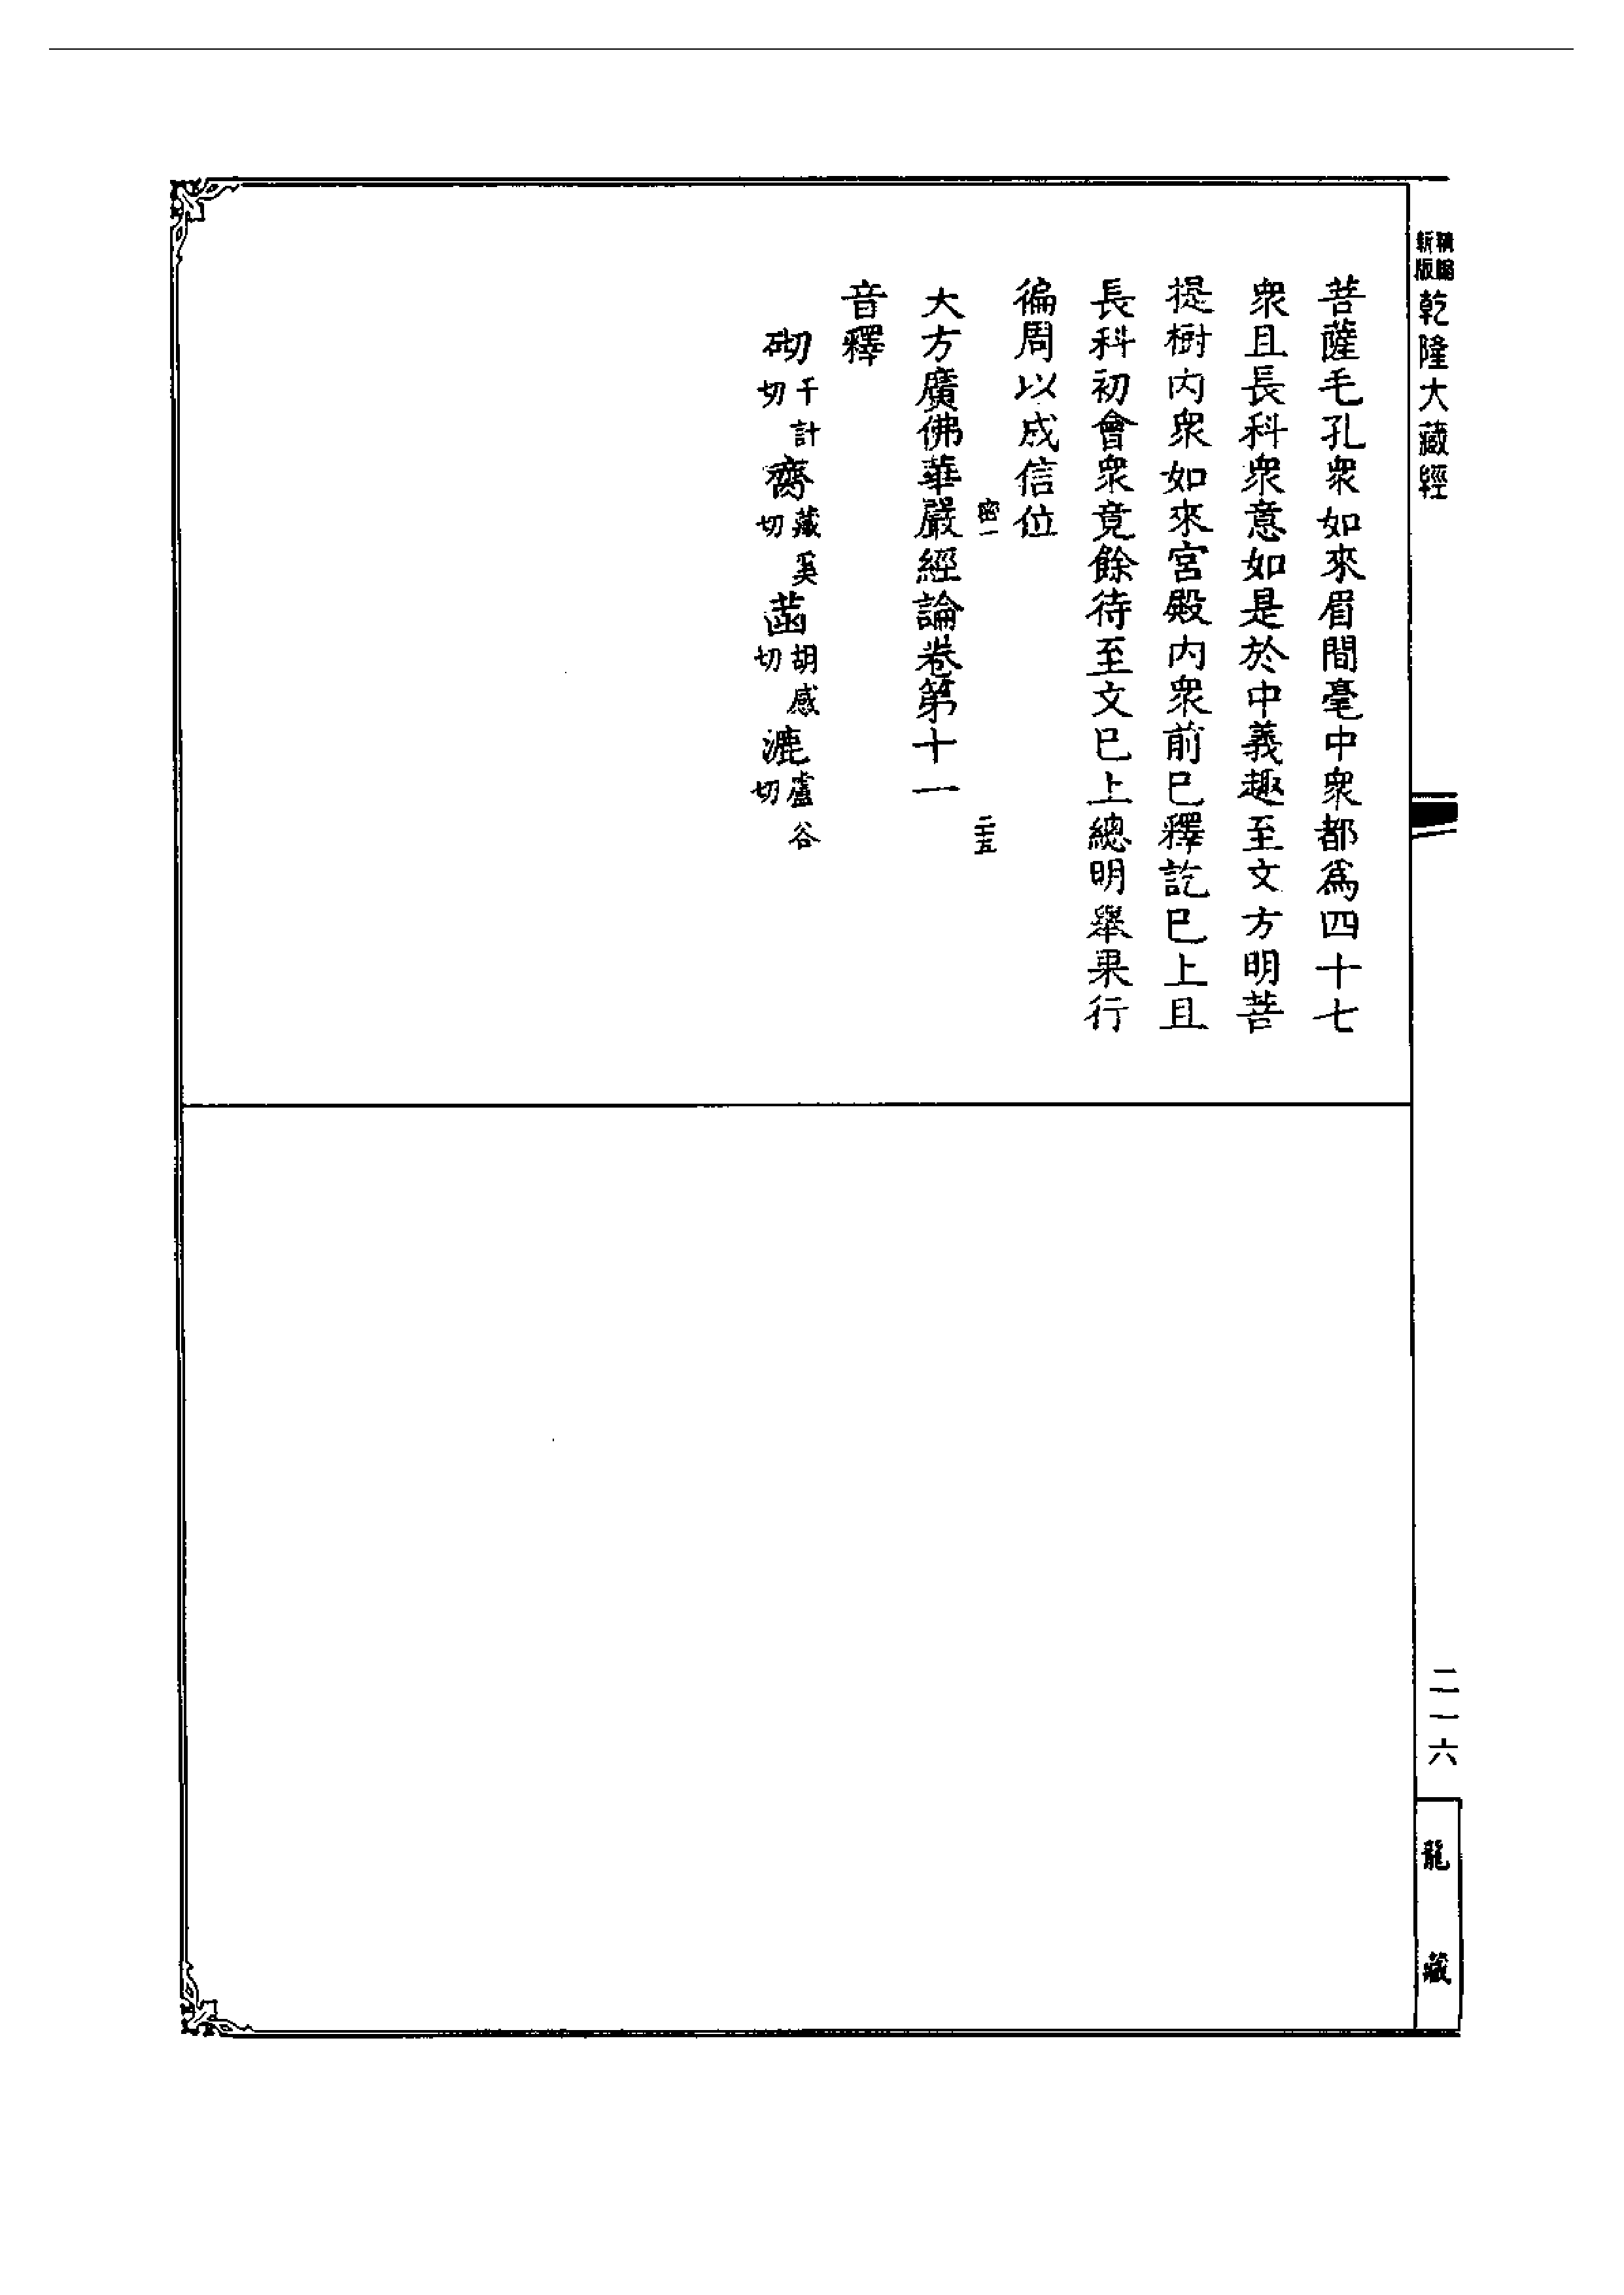 新版精編
乾隆大藏經
菩薩毛孔衆如來眉間毫中衆都爲四十七
衆且長科衆意如是於中義趣至文方明菩
提樹內衆如來宮殿內衆前已釋訖已上且
長科初會衆竟餘待至文已上總明舉果行
徧周以成信位
密一
二十五
大方廣佛華嚴經論卷第十一
音釋
砌千計切 齊藏奚切 菡胡感切 漉盧谷切
二一六
龍藏